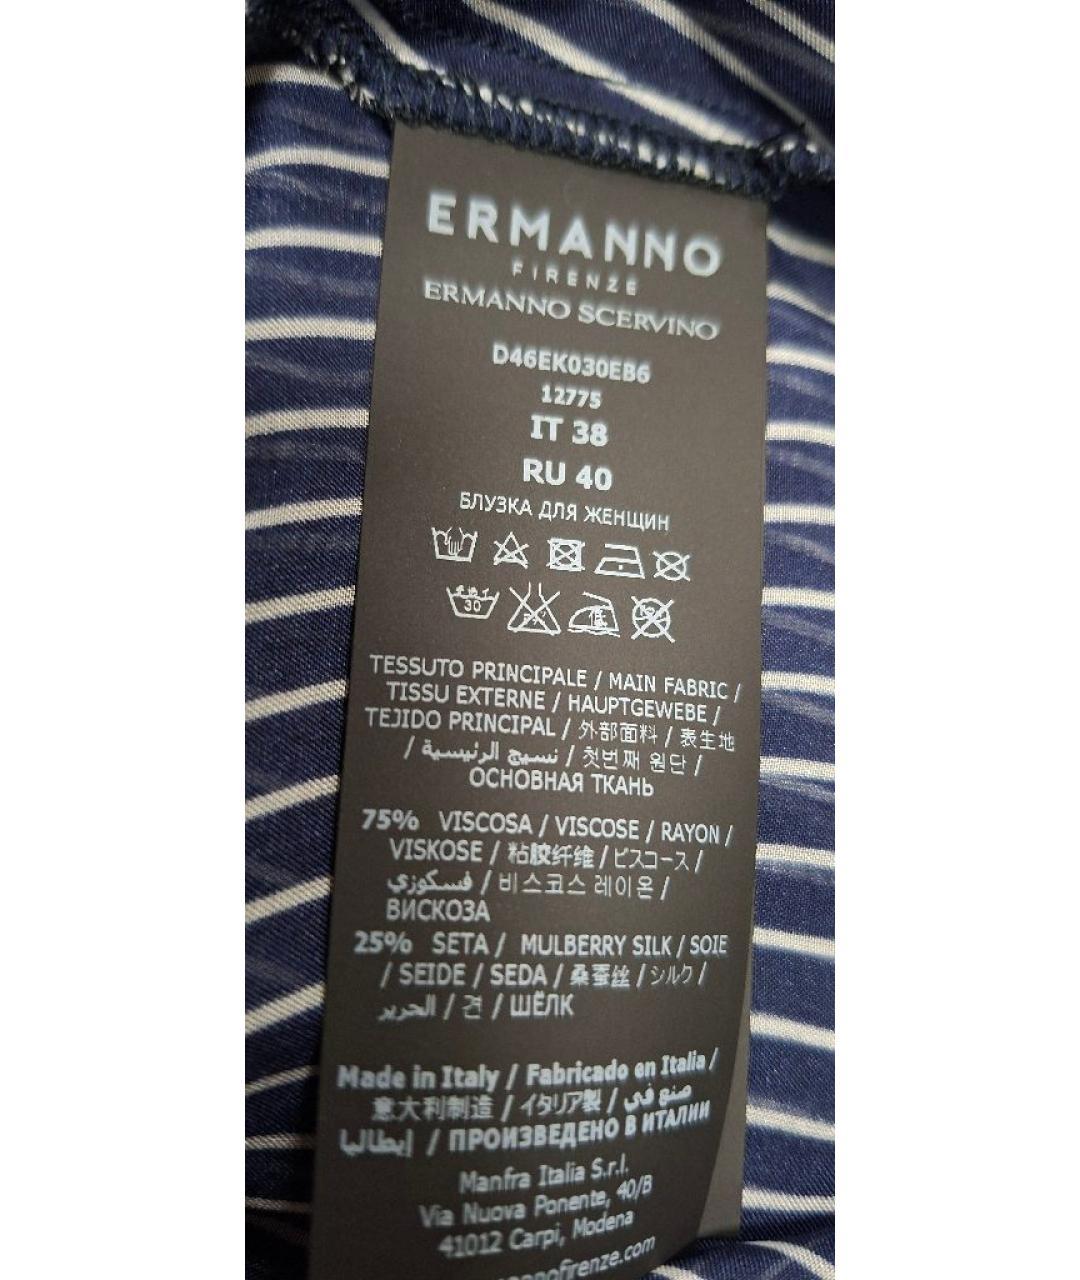 ERMANNO
FIRENZE
ERMANNO SCERVINO
D46EK030EB6
12775
IT 38
RU 40
БЛУЗКА ДЛЯ ЖЕНЩИН
30 低
TESSUTO PRINCIPALE / MAIN FABRIC /
TISSU EXTERNE / HAUPTGEWEBE /
TEJIDO PRINCIPAL / 外部面料 / 表生地
/ نسيج الرئيسية / 첫번째 원단 /
ОСНОВНАЯ ТКАНЬ
75% VISCOSA / VISCOSE / RAYON /
VISKOSE / 粘胶纤维 / ビスコース /
فسكوزي / 비스코스 레이온 /
ВИСКОЗА
25% SETA / MULBERRY SILK / SOIE
/ SEIDE / SEDA / 桑蚕丝 / シルク /
الحرير / 견 / ШЁЛК
Made in Italy / Fabricado en Italia /
意大利制造 / イタリア製 / صنع في
إيطاليا / ПРОИЗВЕДЕНО В ИТАЛИИ
Manfra Italia S.r.l.
Via Nuova Ponente, 40/B
41012 Carpi, Modena
nnofirenze.com